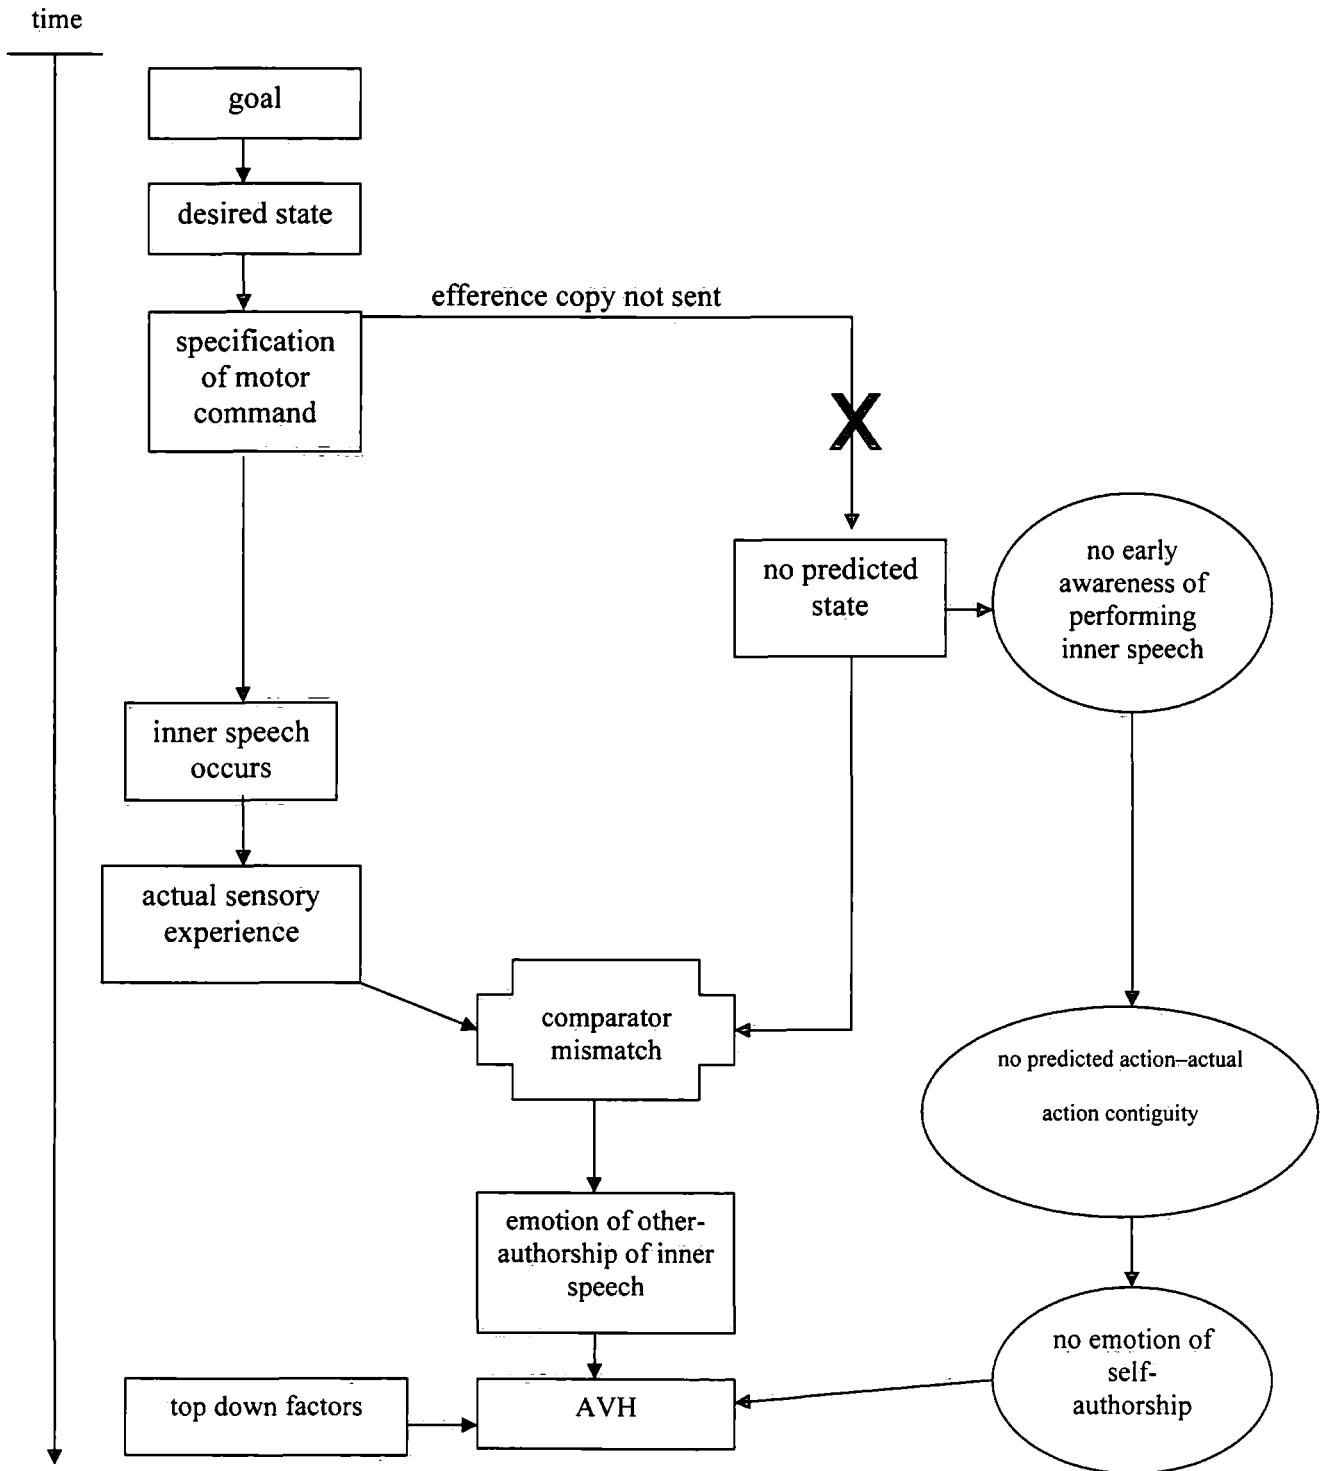 time
goal
desired state
efference copy not sent
specification
of motor
command
X
no predicted
state
no early
awareness of
performing
inner speech
inner speech
occurs
actual sensory
experience
comparator
mismatch
no predicted action–actual
action contiguity
emotion of other-
authorship of inner
speech
no emotion of
self-
authorship
top down factors
AVH